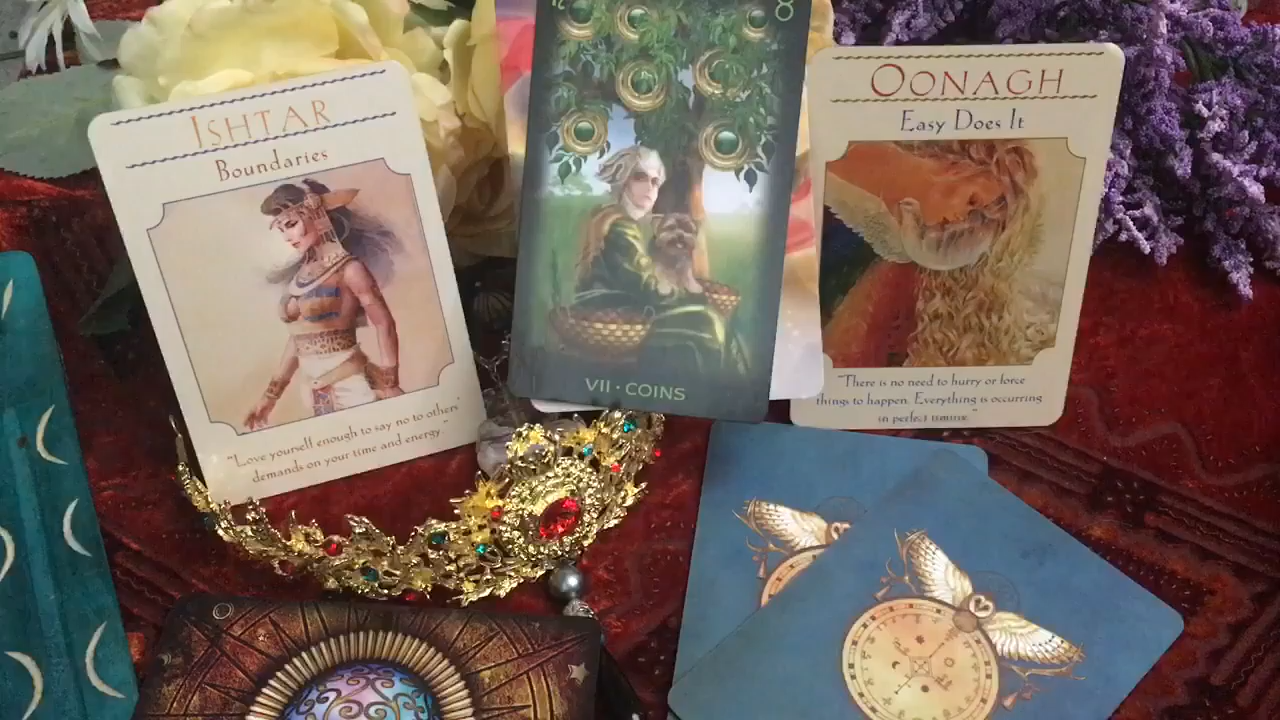 ISHTAR
Boundaries
"Love yourself enough to say no to others'
demands on your time and energy."
VII · COINS
OONAGH
Easy Does It
"There is no need to hurry or force
things to happen. Everything is occurring
in perfect timing."